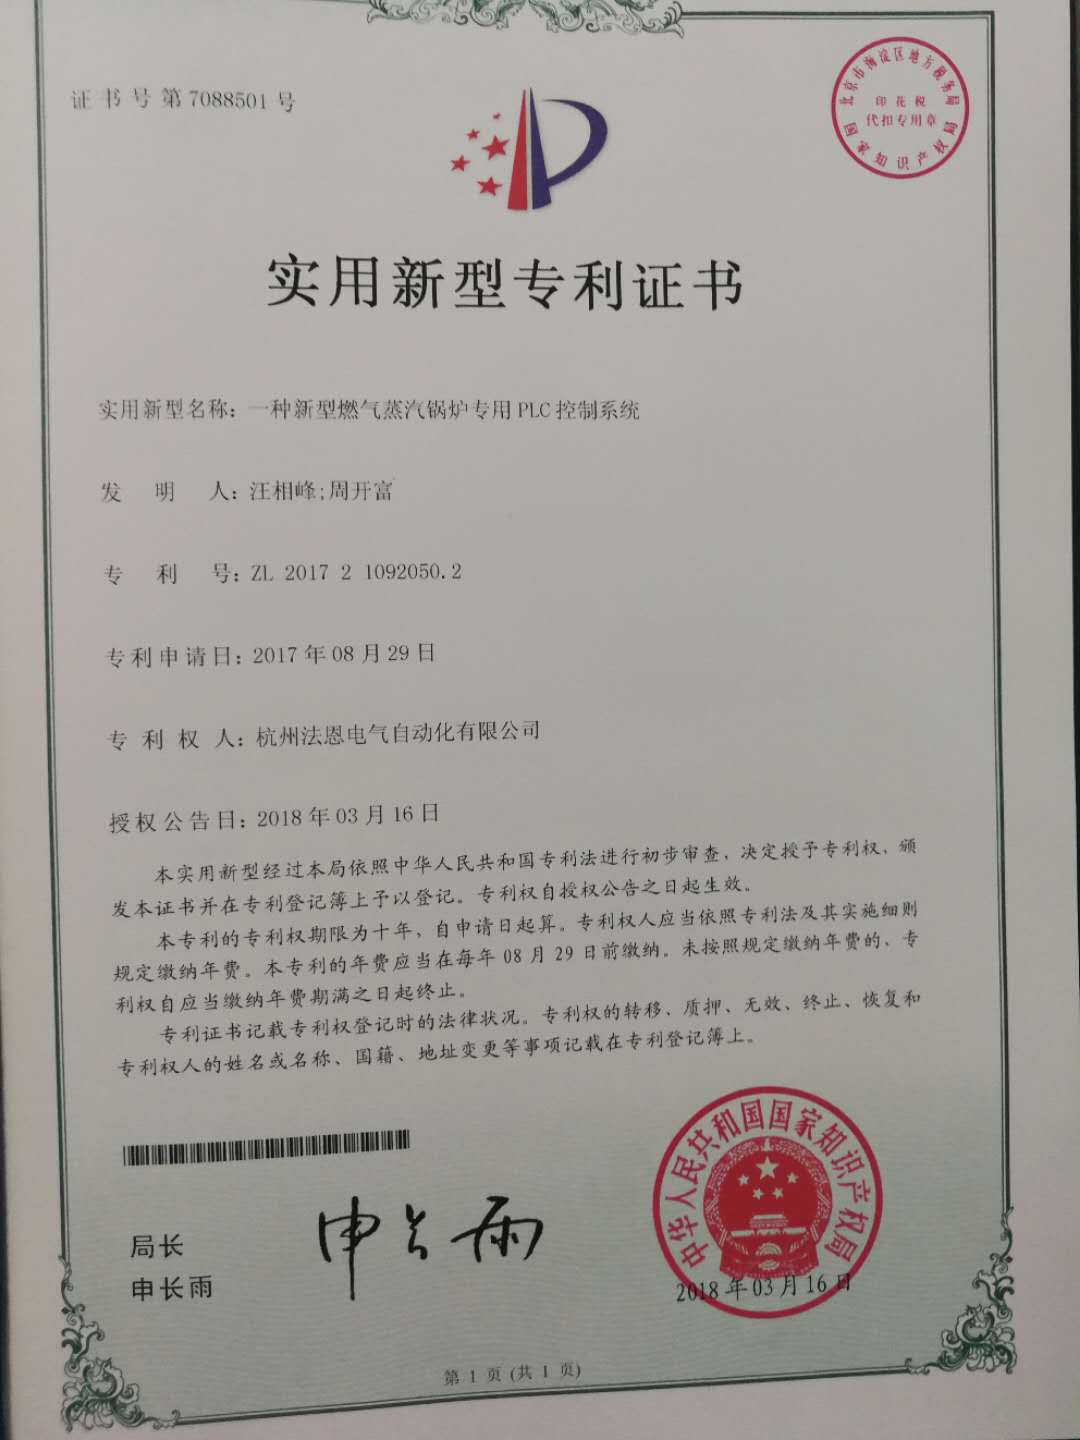 证书号第7088501号
北京市海淀区地方税务局
印花税
代扣专用章
国家知识产权局
实用新型专利证书
实用新型名称：一种新型燃气蒸汽锅炉专用PLC控制系统
发明人：汪相峰;周开富
专利号：ZL 2017 2 1092050.2
专利申请日：2017年08月29日
专利权人：杭州法恩电气自动化有限公司
授权公告日：2018年03月16日
本实用新型经过本局依照中华人民共和国专利法进行初步审查，决定授予专利权，颁
发本证书并在专利登记簿上予以登记。专利权自授权公告之日起生效。
本专利的专利权期限为十年，自申请日起算。专利权人应当依照专利法及其实施细则
规定缴纳年费。本专利的年费应当在每年08月29日前缴纳。未按照规定缴纳年费的、专
利权自应当缴纳年费期满之日起终止。
专利证书记载专利权登记时的法律状况。专利权的转移、质押、无效、终止、恢复和
专利权人的姓名或名称、国籍、地址变更等事项记载在专利登记簿上。
中华人民共和国国家知识产权局
局长
申长雨
申长雨
2018年03月16日
第 1 页 (共 1 页)